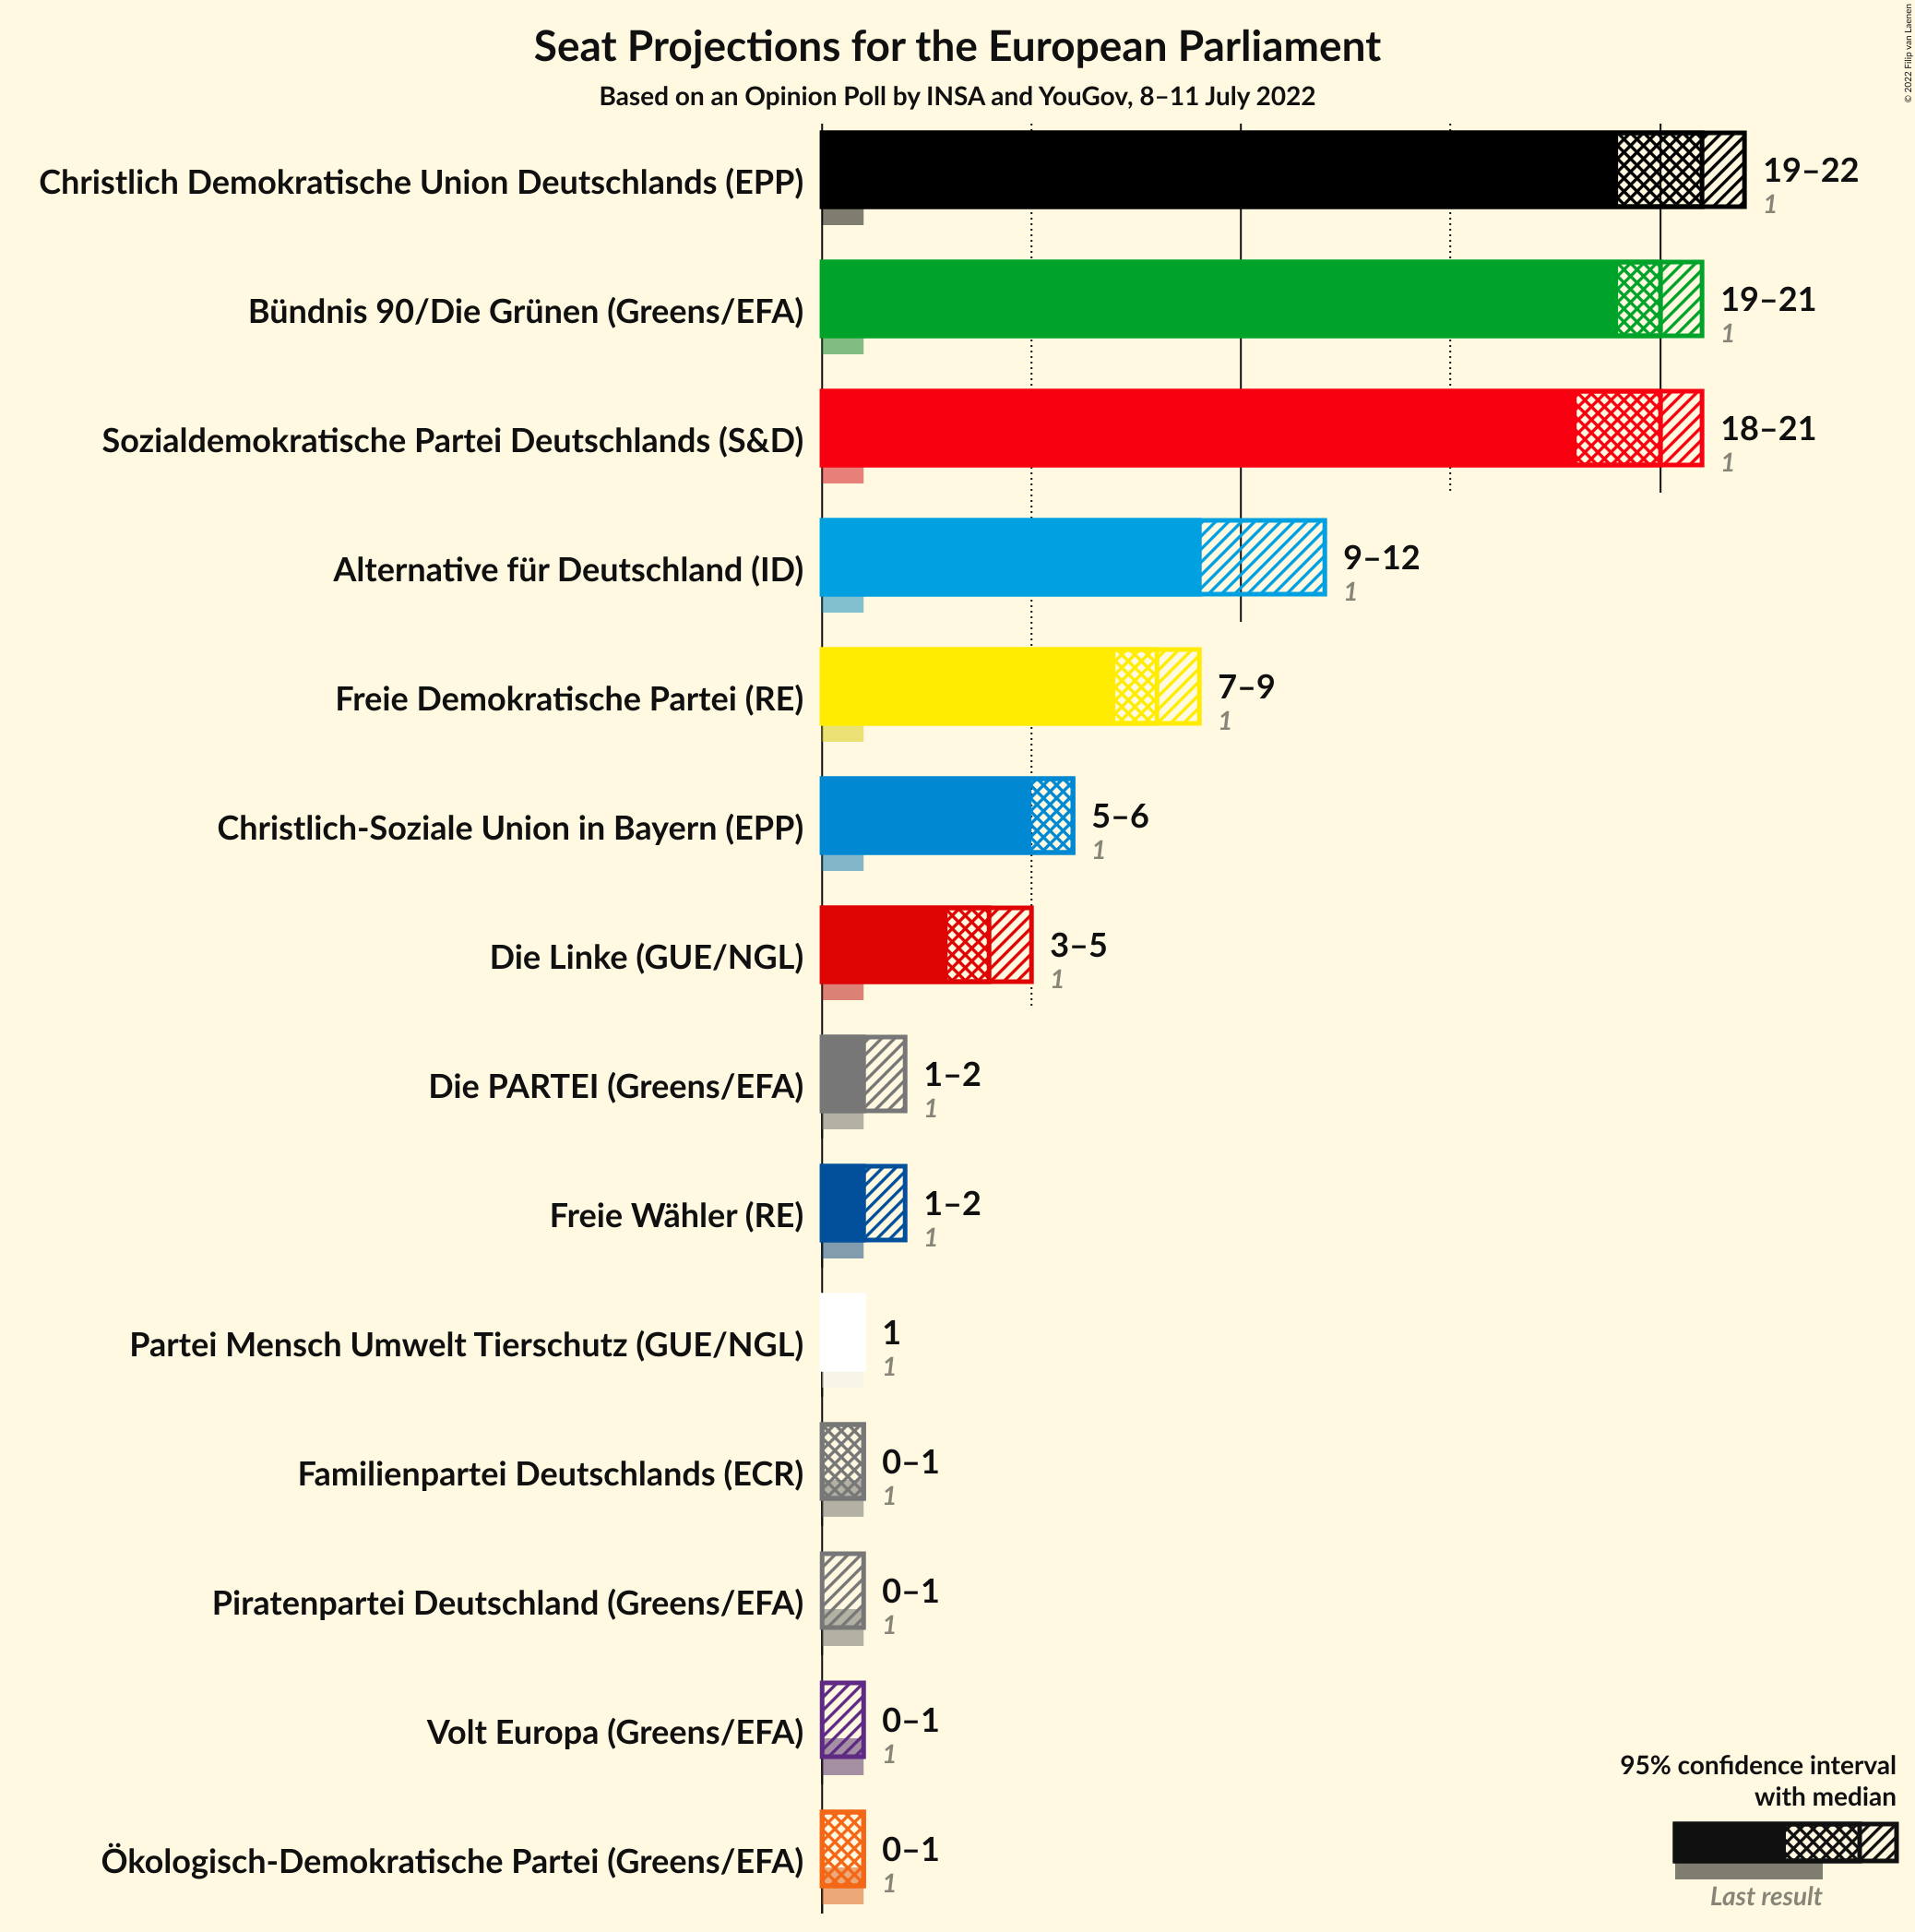 Seat Projections for the European Parliament
Based on an Opinion Poll by INSA and YouGov, 8–11 July 2022
© 2022 Filip van Laenen
Christlich Demokratische Union Deutschlands (EPP)
19–22
1
Bündnis 90/Die Grünen (Greens/EFA)
19–21
1
Sozialdemokratische Partei Deutschlands (S&D)
18–21
1
Alternative für Deutschland (ID)
9–12
1
Freie Demokratische Partei (RE)
7–9
1
Christlich-Soziale Union in Bayern (EPP)
5–6
1
Die Linke (GUE/NGL)
3–5
1
Die PARTEI (Greens/EFA)
1–2
1
Freie Wähler (RE)
1–2
1
Partei Mensch Umwelt Tierschutz (GUE/NGL)
1
1
Familienpartei Deutschlands (ECR)
0–1
1
Piratenpartei Deutschland (Greens/EFA)
0–1
1
Volt Europa (Greens/EFA)
0–1
1
Ökologisch-Demokratische Partei (Greens/EFA)
0–1
1
95% confidence interval
with median
Last result